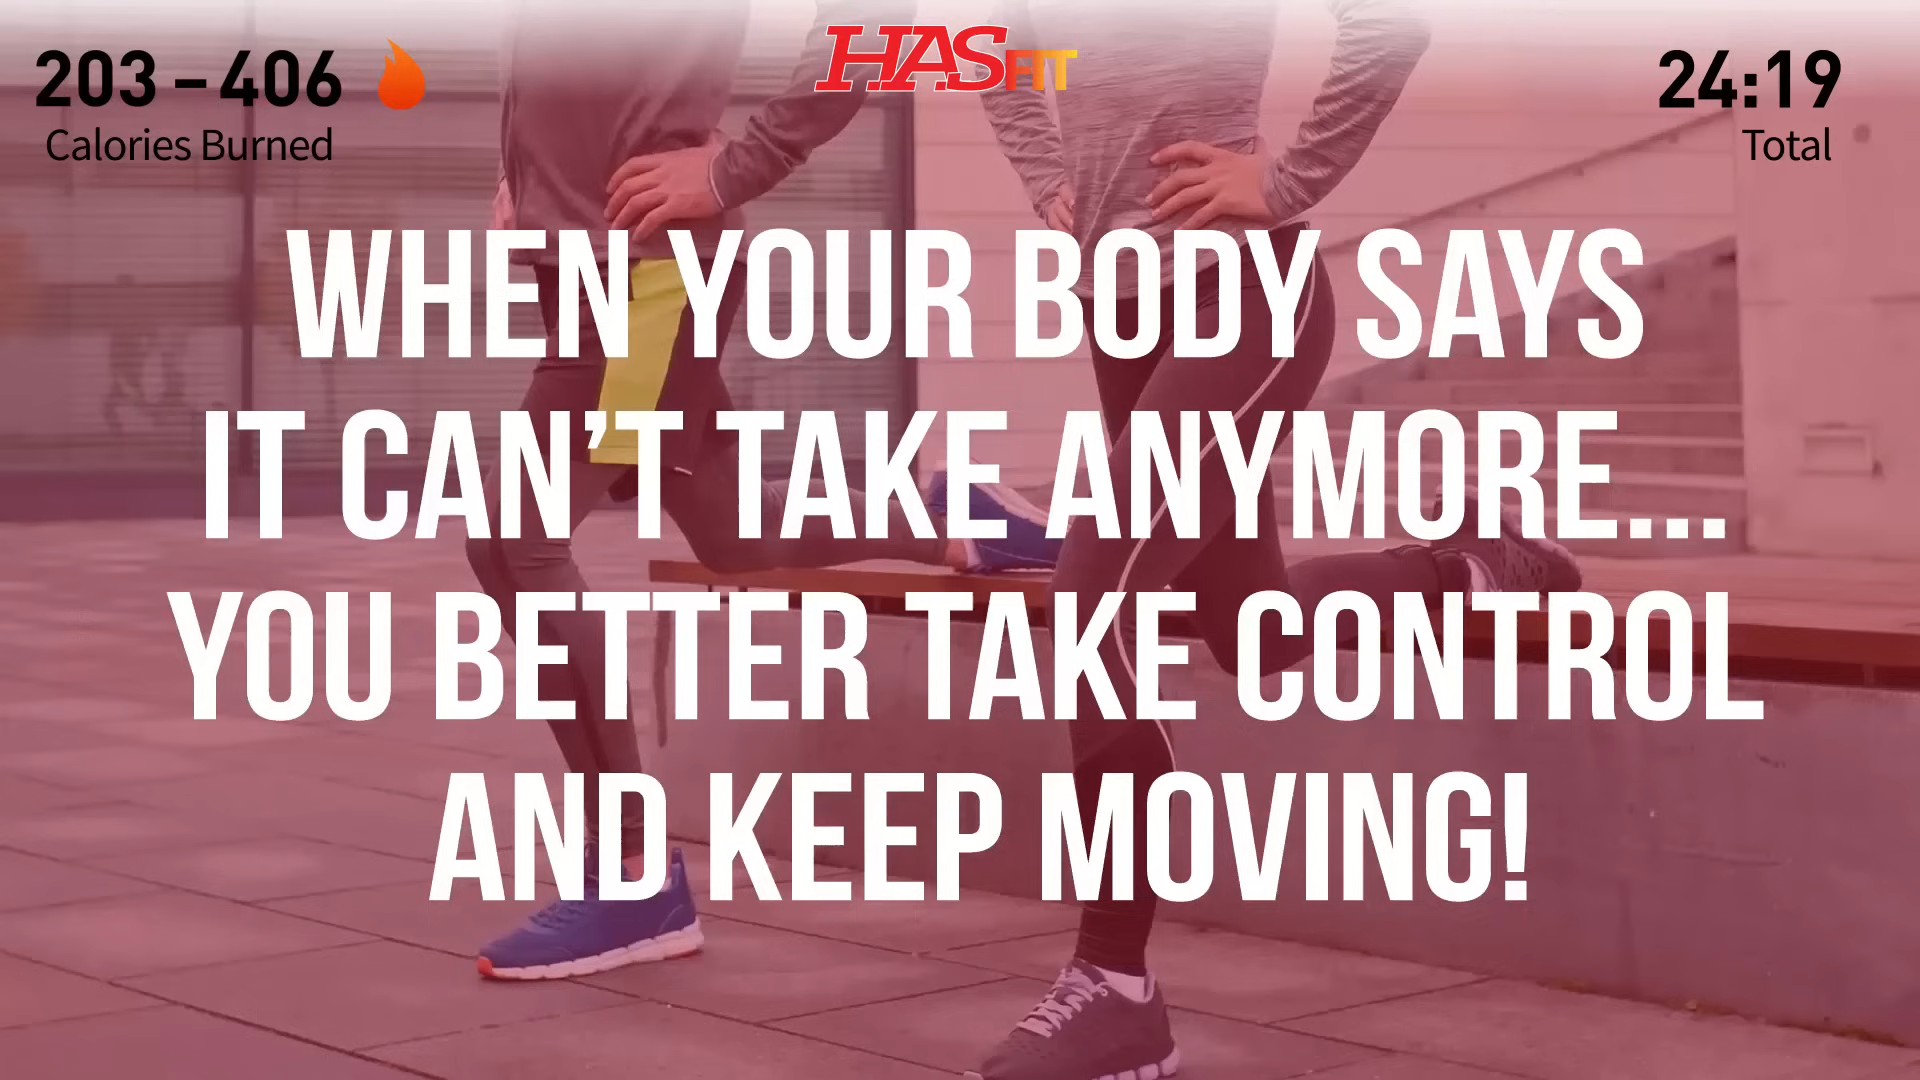 203 – 406
Calories Burned
HASFIT
24:19
Total
WHEN YOUR BODY SAYS
IT CAN’T TAKE ANYMORE...
YOU BETTER TAKE CONTROL
AND KEEP MOVING!